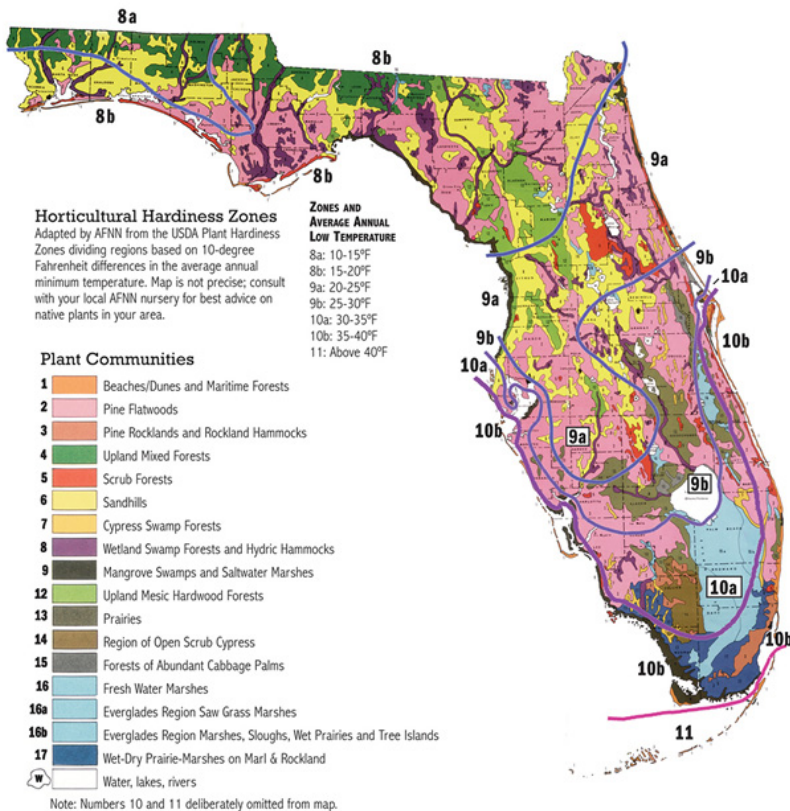 8a
8b
8b
8b
9a
9b
10a
10b
9a
9b
10a
10b
9a
9b
10a
10b
10b
11
Horticultural Hardiness Zones
Adapted by AFNN from the USDA Plant Hardiness
Zones dividing regions based on 10-degree
Fahrenheit differences in the average annual
minimum temperature. Map is not precise; consult
with your local AFNN nursery for best advice on
native plants in your area.
ZONES AND
AVERAGE ANNUAL
LOW TEMPERATURE
8a: 10-15°F
8b: 15-20°F
9a: 20-25°F
9b: 25-30°F
10a: 30-35°F
10b: 35-40°F
11: Above 40°F
Plant Communities
1 Beaches/Dunes and Maritime Forests
2 Pine Flatwoods
3 Pine Rocklands and Rockland Hammocks
4 Upland Mixed Forests
5 Scrub Forests
6 Sandhills
7 Cypress Swamp Forests
8 Wetland Swamp Forests and Hydric Hammocks
9 Mangrove Swamps and Saltwater Marshes
12 Upland Mesic Hardwood Forests
13 Prairies
14 Region of Open Scrub Cypress
15 Forests of Abundant Cabbage Palms
16 Fresh Water Marshes
16a Everglades Region Saw Grass Marshes
16b Everglades Region Marshes, Sloughs, Wet Prairies and Tree Islands
17 Wet-Dry Prairie-Marshes on Marl & Rockland
W Water, lakes, rivers
Note: Numbers 10 and 11 deliberately omitted from map.